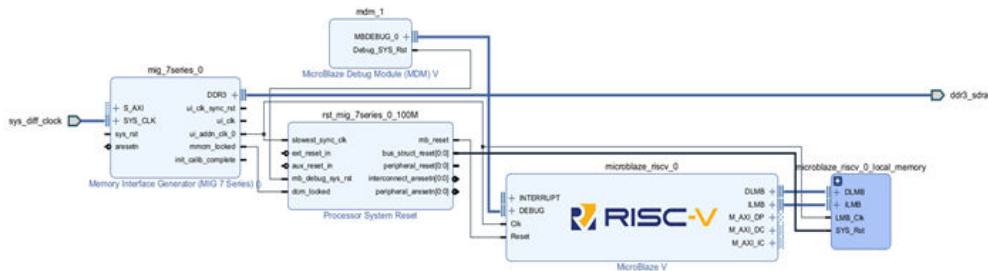 mdm_1
MBDEBUG_0
Debug_SYS_Rst
MicroBlaze Debug Module (MDM) V
mig_7series_0
DDR3
S_AXI
ui_clk_sync_rst
SYS_CLK
ui_clk
sys_rst
ui_addn_clk_0
aresetn
mmcm_locked
init_calib_complete
Memory Interface Generator (MIG 7 Series)
sys_diff_clock
ddr3_sdra
rst_mig_7series_0_100M
slowest_sync_clk
mb_reset
ext_reset_in
bus_struct_reset[0:0]
aux_reset_in
peripheral_reset[0:0]
mb_debug_sys_rst
interconnect_aresetn[0:0]
dcm_locked
peripheral_aresetn[0:0]
Processor System Reset
microblaze_riscv_0
INTERRUPT
DEBUG
Clk
Reset
RISC-V
DLMB
ILMB
M_AXI_DP
M_AXI_DC
M_AXI_IC
MicroBlaze V
microblaze_riscv_0_local_memory
DLMB
ILMB
LMB_Clk
SYS_Rst